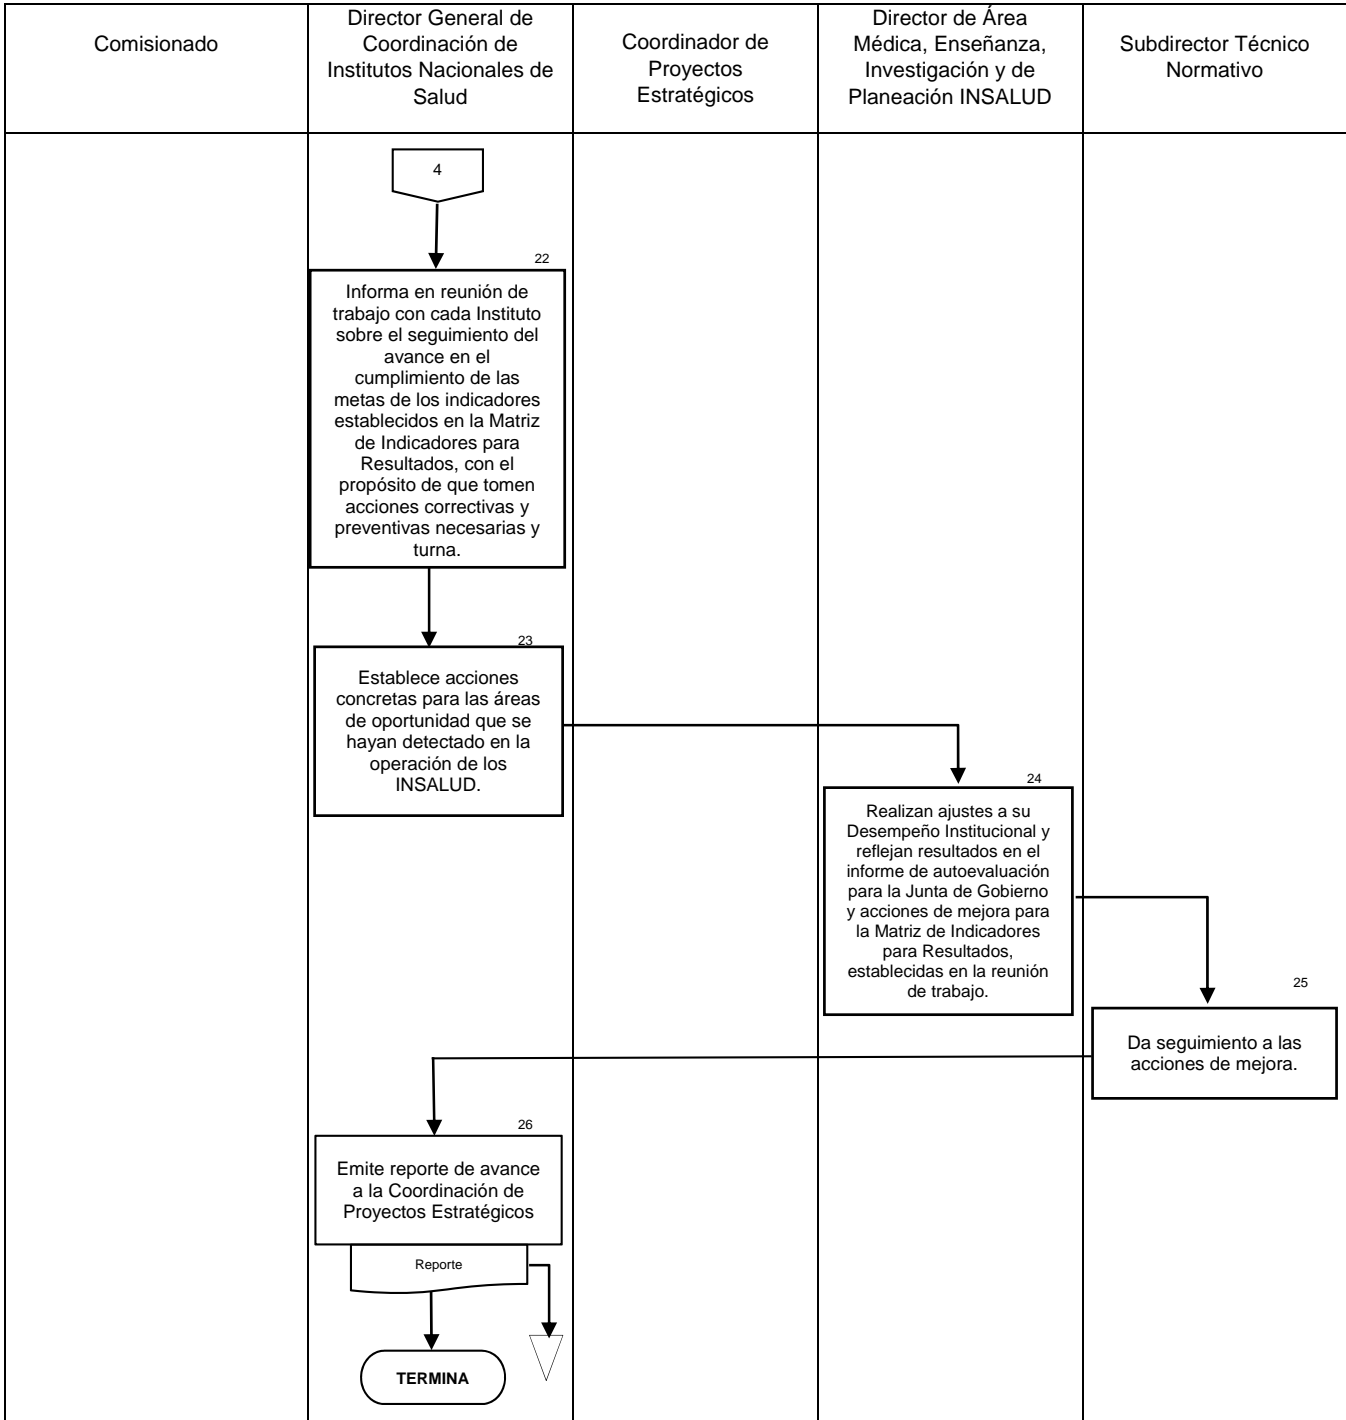 Comisionado
Director General de
Coordinación de
Institutos Nacionales de
Salud
Coordinador de
Proyectos
Estratégicos
Director de Área
Médica, Enseñanza,
Investigación y de
Planeación INSALUD
Subdirector Técnico
Normativo
4
22
Informa en reunión de
trabajo con cada Instituto
sobre el seguimiento del
avance en el
cumplimiento de las
metas de los indicadores
establecidos en la Matriz
de Indicadores para
Resultados, con el
propósito de que tomen
acciones correctivas y
preventivas necesarias y
turna.
23
Establece acciones
concretas para las áreas
de oportunidad que se
hayan detectado en la
operación de los
INSALUD.
24
Realizan ajustes a su
Desempeño Institucional y
reflejan resultados en el
informe de autoevaluación
para la Junta de Gobierno
y acciones de mejora para
la Matriz de Indicadores
para Resultados,
establecidas en la reunión
de trabajo.
25
Da seguimiento a las
acciones de mejora.
26
Emite reporte de avance
a la Coordinación de
Proyectos Estratégicos
Reporte
TERMINA